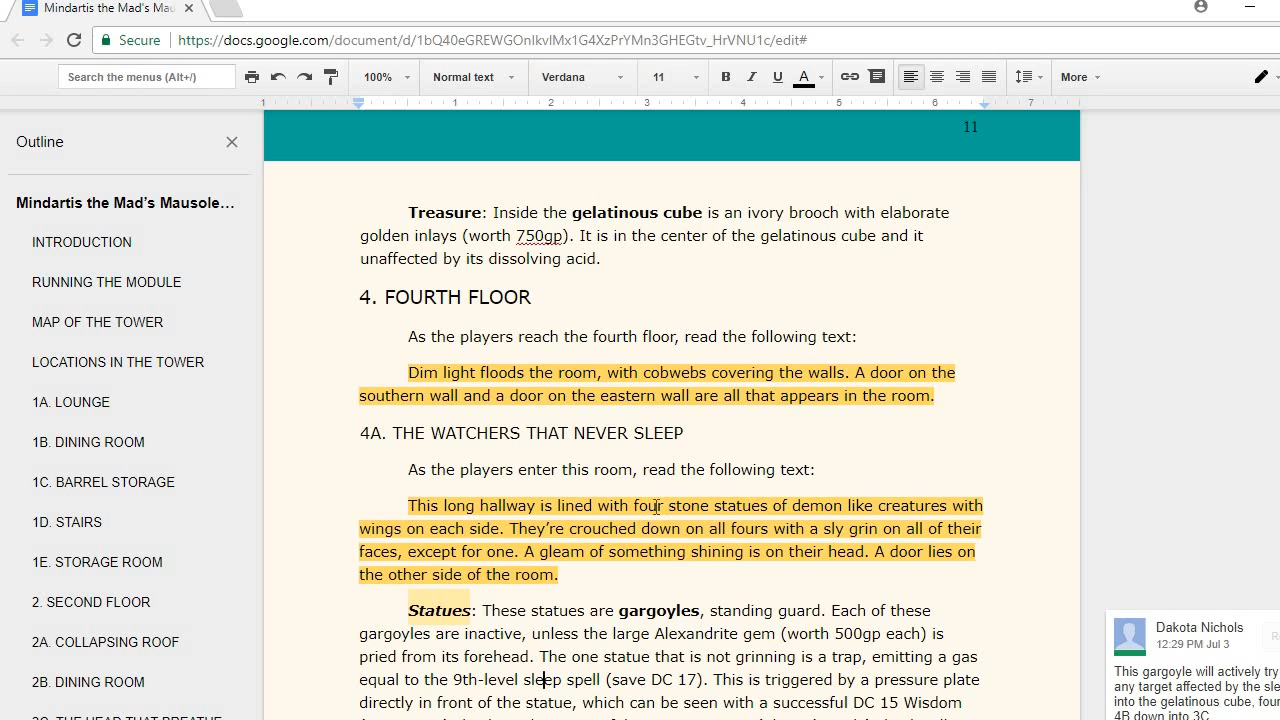 Mindartis the Mad's Mau
Secure
https://docs.google.com/document/d/1bQ40eGREWGOnIkvIMx1G4XzPrYMn3GHEGtv_HrVNU1c/edit#
Search the menus (Alt+/)
100%
Normal text
Verdana
11
B
I
U
A
More
1
1
2
3
4
5
6
7
Outline
Mindartis the Mad's Mausole…
INTRODUCTION
RUNNING THE MODULE
MAP OF THE TOWER
LOCATIONS IN THE TOWER
1A. LOUNGE
1B. DINING ROOM
1C. BARREL STORAGE
1D. STAIRS
1E. STORAGE ROOM
2. SECOND FLOOR
2A. COLLAPSING ROOF
2B. DINING ROOM
2C. HALLWAY THAT BREATHE
11
Treasure: Inside the gelatinous cube is an ivory brooch with elaborate
golden inlays (worth 750gp). It is in the center of the gelatinous cube and it
unaffected by its dissolving acid.
4. FOURTH FLOOR
As the players reach the fourth floor, read the following text:
Dim light floods the room, with cobwebs covering the walls. A door on the
southern wall and a door on the eastern wall are all that appears in the room.
4A. THE WATCHERS THAT NEVER SLEEP
As the players enter this room, read the following text:
This long hallway is lined with four stone statues of demon like creatures with
wings on each side. They're crouched down on all fours with a sly grin on all of their
faces, except for one. A gleam of something shining is on their head. A door lies on
the other side of the room.
Statues: These statues are gargoyles, standing guard. Each of these
gargoyles are inactive, unless the large Alexandrite gem (worth 500gp each) is
pried from its forehead. The one statue that is not grinning is a trap, emitting a gas
equal to the 9th-level sleep spell (save DC 17). This is triggered by a pressure plate
directly in front of the statue, which can be seen with a successful DC 15 Wisdom
Dakota Nichols
12:29 PM Jul 3
This gargoyle will actively try
any target affected by the sle
into the gelatinous cube, fou
4B down into 3C